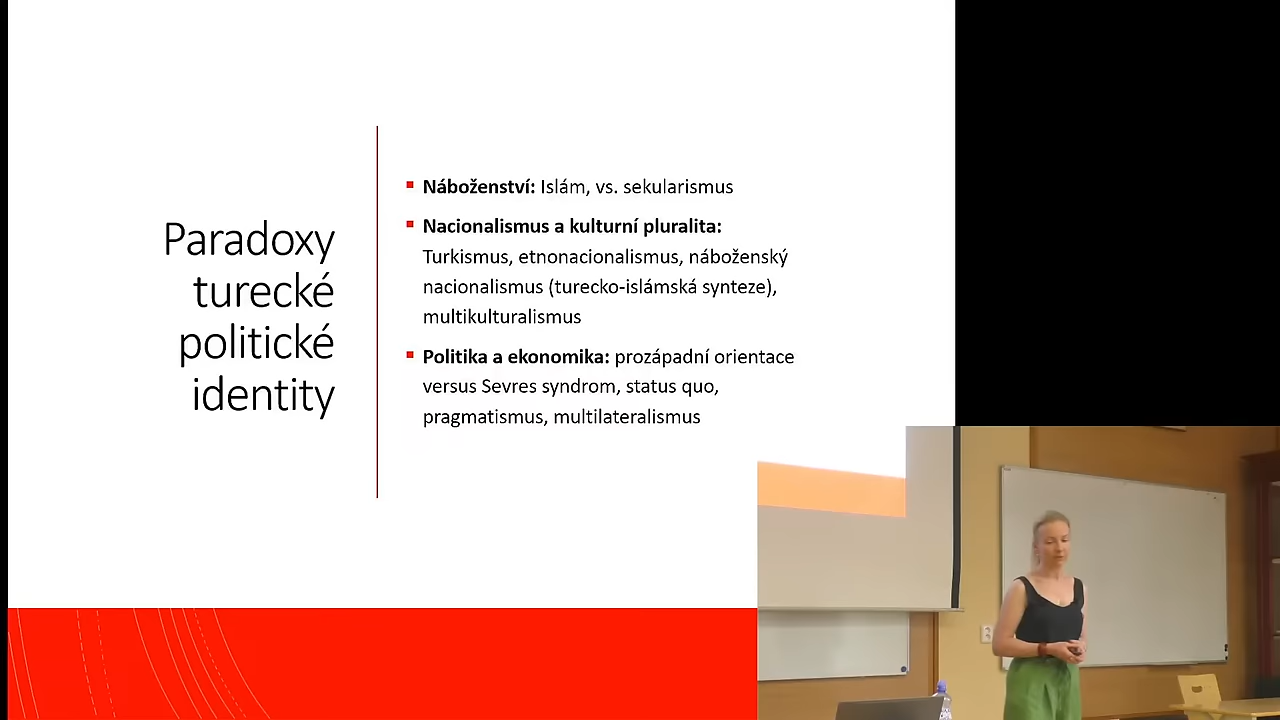 Paradoxy
turecké
politické
identity
Náboženství: Islám, vs. sekularismus
Nacionalismus a kulturní pluralita:
Turkismus, etnonacionalismus, náboženský
nacionalismus (turecko-islámská synteze),
multikulturalismus
Politika a ekonomika: prozápadní orientace
versus Sevres syndrom, status quo,
pragmatismus, multilateralismus